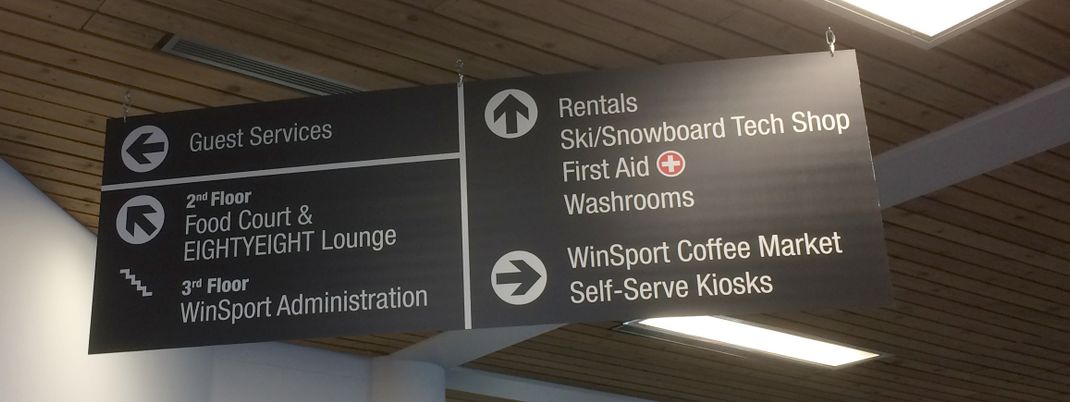 Guest Services
2nd Floor
Food Court &
EIGHTYEIGHT Lounge
3rd Floor
WinSport Administration
Rentals
Ski/Snowboard Tech Shop
First Aid
Washrooms
WinSport Coffee Market
Self-Serve Kiosks